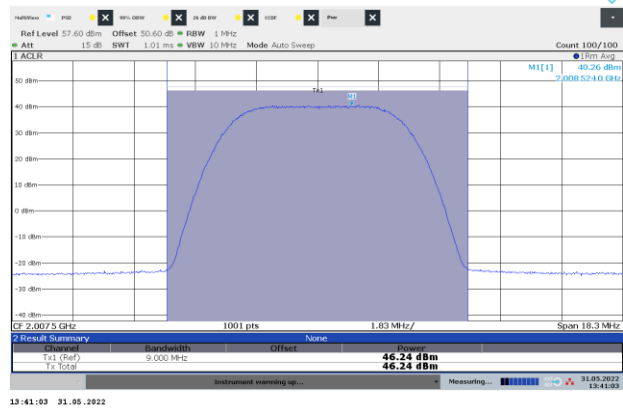 MultiView PSD 99% OBW 26 dB BW CCDF Pwr
Ref Level 57.60 dBm Offset 50.60 dB RBW 1 MHz
Att 15 dB SWT 1.01 ms VBW 10 MHz Mode Auto Sweep Count 100/100
1 ACLR 1Rm Avg
M1[1] 40.26 dBm
2.0085240 GHz
50 dBm
Tx1
M1
40 dBm
30 dBm
20 dBm
10 dBm
0 dBm
-10 dBm
-20 dBm
-30 dBm
-40 dBm
CF 2.0075 GHz 1001 pts 1.83 MHz/ Span 18.3 MHz
2 Result Summary None
Channel Bandwidth Offset Power
Tx1 (Ref) 9.000 MHz 46.24 dBm
Tx Total 46.24 dBm
Instrument warming up... Measuring... 31.05.2022
13:41:03
13:41:03 31.05.2022